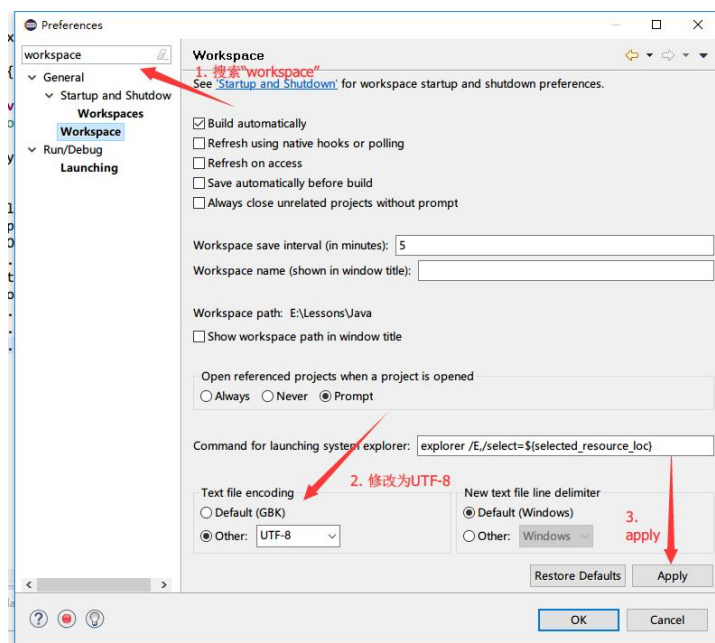 Preferences
workspace
General
Startup and Shutdow
Workspaces
Workspace
Run/Debug
Launching
Workspace
1. 搜索“workspace”
See 'Startup and Shutdown' for workspace startup and shutdown preferences.
Build automatically
Refresh using native hooks or polling
Refresh on access
Save automatically before build
Always close unrelated projects without prompt
Workspace save interval (in minutes): 5
Workspace name (shown in window title):
Workspace path: E:\Lessons\Java
Show workspace path in window title
Open referenced projects when a project is opened
Always Never Prompt
Command for launching system explorer: explorer /E,/select=${selected_resource_loc}
2. 修改为UTF-8
Text file encoding
Default (GBK)
Other: UTF-8
New text file line delimiter
Default (Windows)
Other: Windows
3.
apply
Restore Defaults Apply
OK Cancel